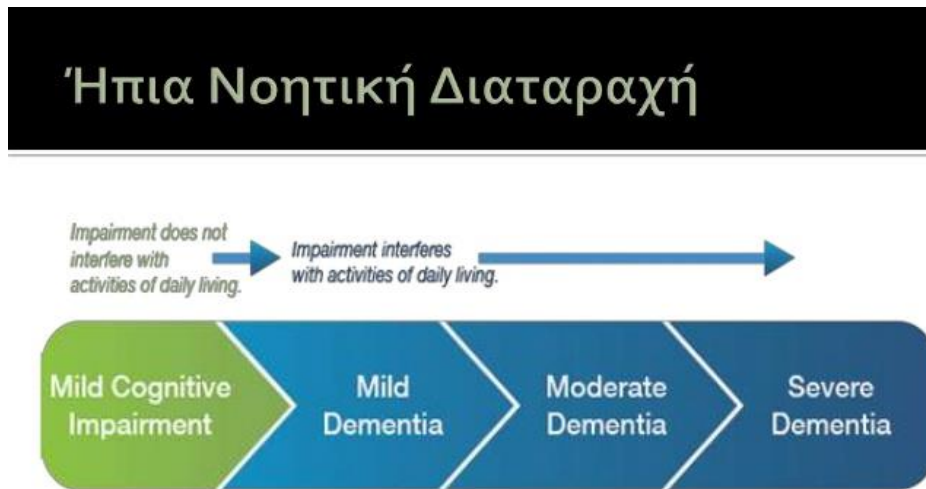 Ήπια Νοητική Διαταραχή
Impairment does not
interfere with
activities of daily living.
Impairment interferes
with activities of daily living.
Mild Cognitive
Impairment
Mild
Dementia
Moderate
Dementia
Severe
Dementia